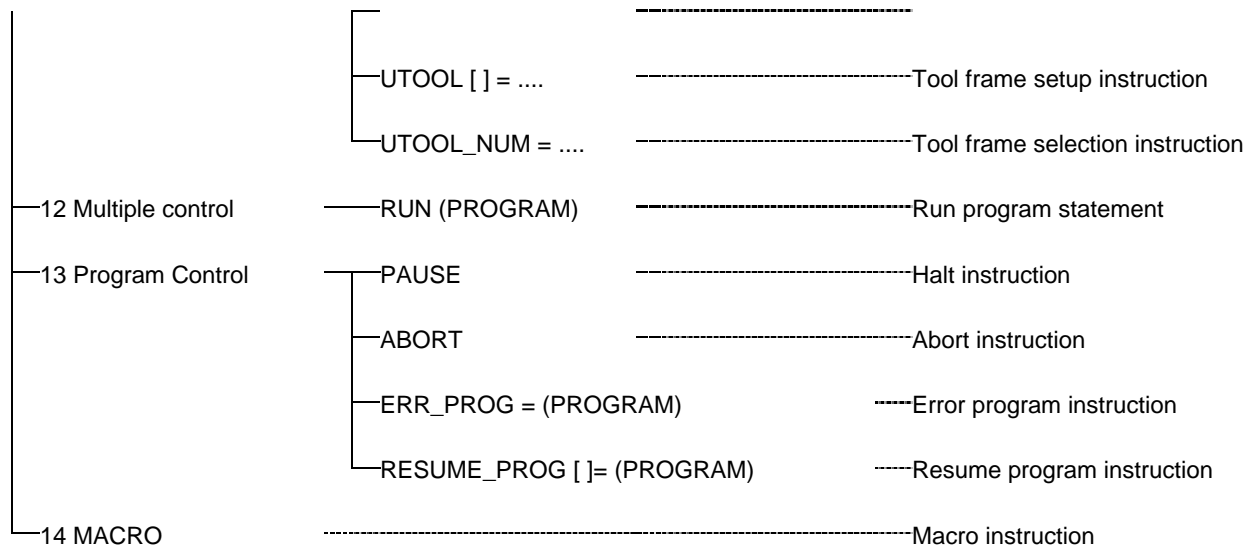 UTOOL [ ] = .... Tool frame setup instruction
UTOOL_NUM = .... Tool frame selection instruction
12 Multiple control RUN (PROGRAM) Run program statement
13 Program Control PAUSE Halt instruction
ABORT Abort instruction
ERR_PROG = (PROGRAM) Error program instruction
RESUME_PROG [ ]= (PROGRAM) Resume program instruction
14 MACRO Macro instruction